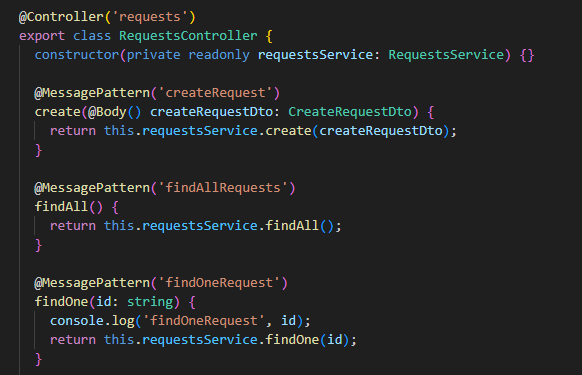 @Controller('requests')
export class RequestsController {
constructor(private readonly requestsService: RequestsService) {}
@MessagePattern('createRequest')
create(@Body() createRequestDto: CreateRequestDto) {
return this.requestsService.create(createRequestDto);
}
@MessagePattern('findAllRequests')
findAll() {
return this.requestsService.findAll();
}
@MessagePattern('findOneRequest')
findOne(id: string) {
console.log('findOneRequest', id);
return this.requestsService.findOne(id);
}